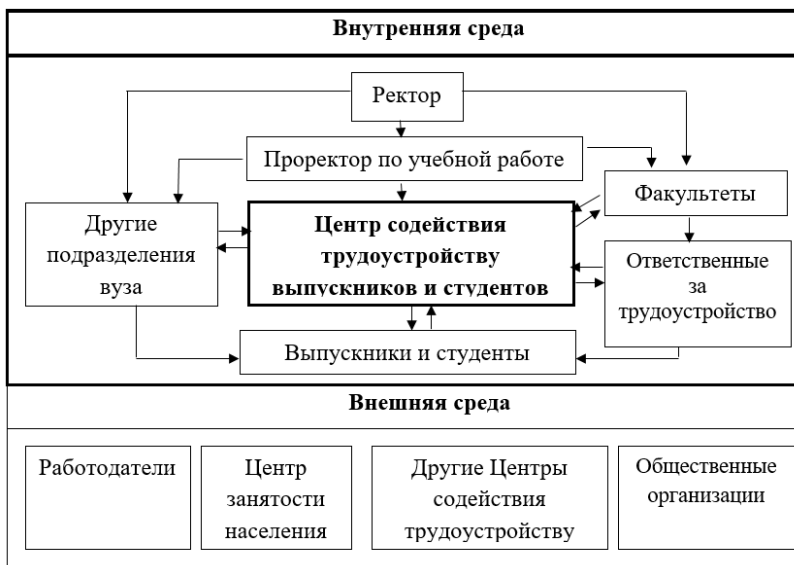 Внутренняя среда
Ректор
Проректор по учебной работе
Факультеты
Другие
подразделения
вуза
Центр содействия
трудоустройству
выпускников и студентов
Ответственные
за
трудоустройство
Выпускники и студенты
Внешняя среда
Работодатели
Центр
занятости
населения
Другие Центры
содействия
трудоустройству
Общественные
организации